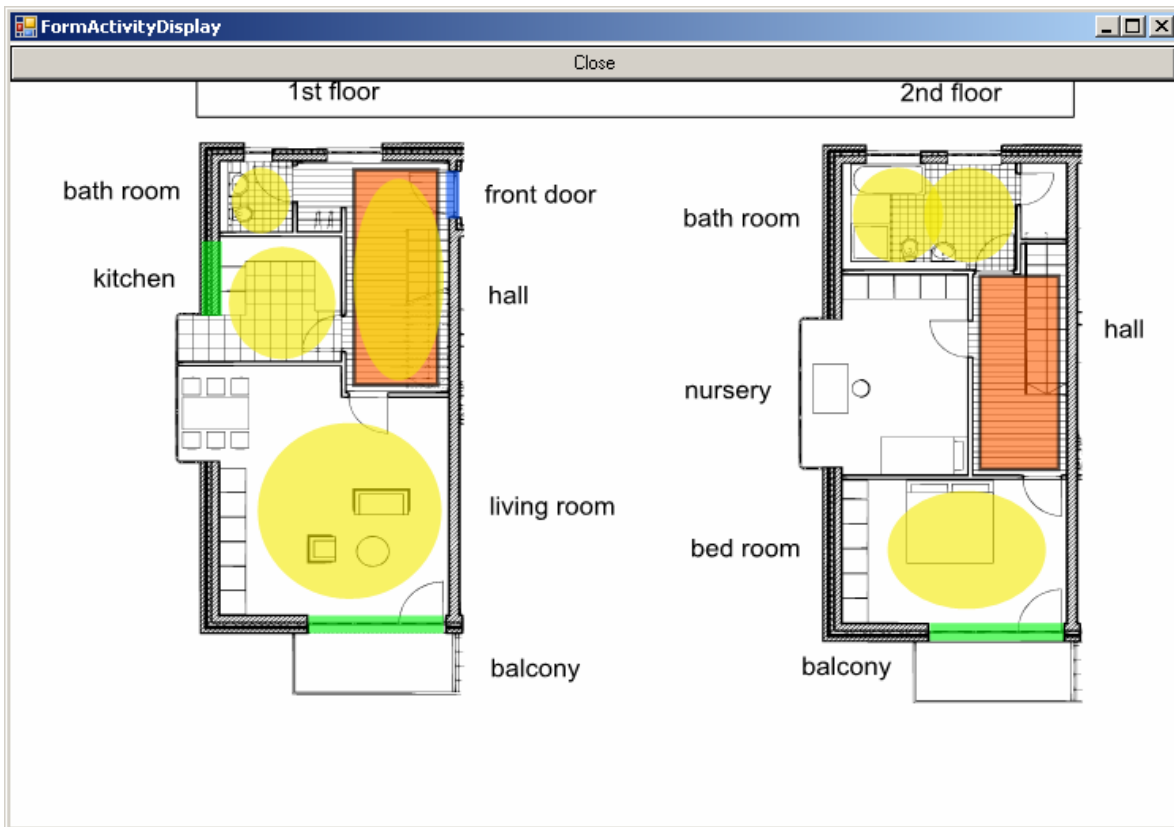 FormActivityDisplay
Close
1st floor
2nd floor
bath room
front door
bath room
kitchen
hall
hall
nursery
living room
bed room
balcony
balcony